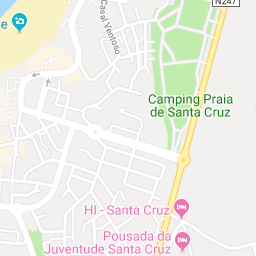 N247
Casal Ventoso
e
Camping Praia
de Santa Cruz
HI - Santa Cruz
Pousada da
Juventude Santa Cruz